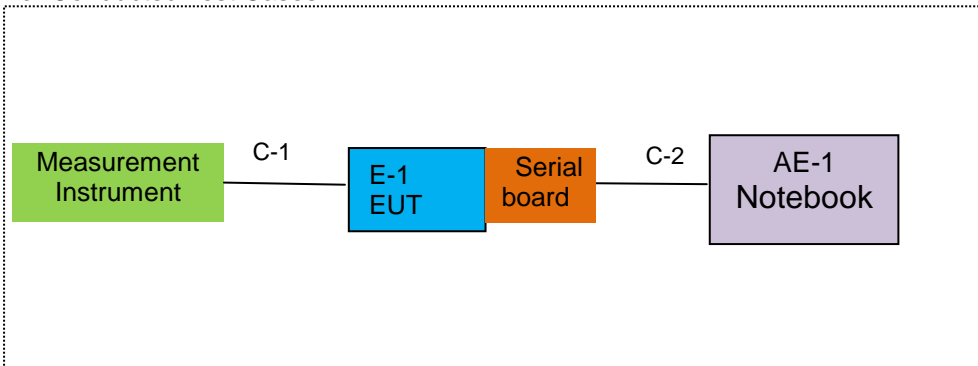 Measurement
Instrument
C-1
E-1
EUT
Serial
board
C-2
AE-1
Notebook